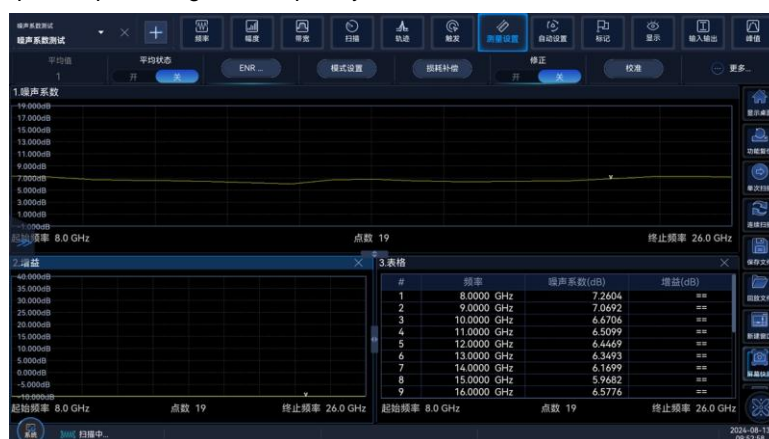 噪声系数测试
噪声系数测试
频率
幅度
带宽
扫描
轨迹
触发
测量设置
自动设置
标记
显示
输入输出
峰值
平均值
1
平均状态
开 关
ENR ...
模式设置
损耗补偿
修正
开 关
校准
更多...
1.噪声系数
19.000dB
17.000dB
15.000dB
13.000dB
11.000dB
9.000dB
7.000dB
5.000dB
3.000dB
1.000dB
-1.000dB
起始频率 8.0 GHz 点数 19 终止频率 26.0 GHz
2.增益
40.000dB
35.000dB
30.000dB
25.000dB
20.000dB
15.000dB
10.000dB
5.000dB
0.000dB
-5.000dB
-10.000dB
起始频率 8.0 GHz 点数 19 终止频率 26.0 GHz
3.表格
# 频率 噪声系数(dB) 增益(dB)
1 8.0000 GHz 7.2604 ==
2 9.0000 GHz 7.0692 ==
3 10.0000 GHz 6.6706 ==
4 11.0000 GHz 6.5099 ==
5 12.0000 GHz 6.4469 ==
6 13.0000 GHz 6.3493 ==
7 14.0000 GHz 6.1699 ==
8 15.0000 GHz 5.9682 ==
9 16.0000 GHz 6.5776 ==
起始频率 8.0 GHz 点数 19 终止频率 26.0 GHz
显示桌
功能复
单次扫
连续扫
保存文
回放文
新建窗
屏幕快
系统
扫描中...
2024-08-13